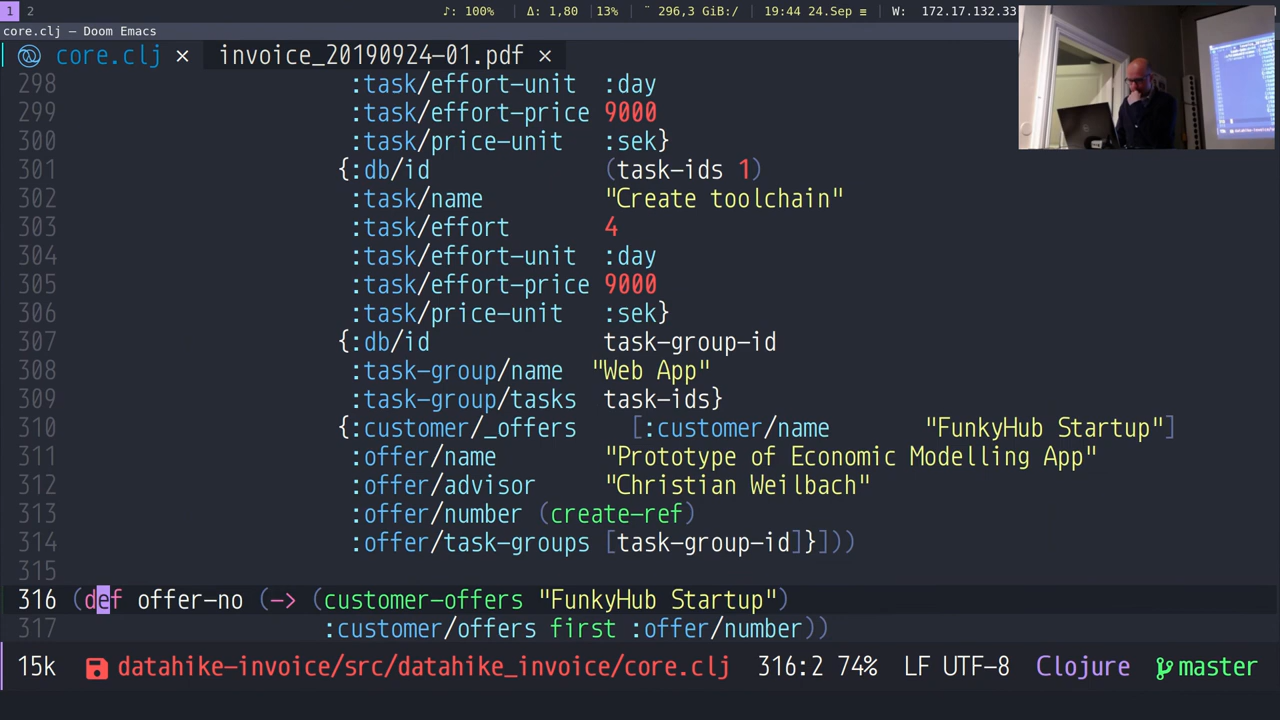 1 2 ♪: 100% Δ: 1,80 13% ¨ 296,3 GiB:/ 19:44 24.Sep ≡ W: 172.17.132.33
core.clj – Doom Emacs
core.clj × invoice_20190924-01.pdf ×
298 :task/effort-unit :day
299 :task/effort-price 9000
300 :task/price-unit :sek}
301 {:db/id (task-ids 1)
302 :task/name "Create toolchain"
303 :task/effort 4
304 :task/effort-unit :day
305 :task/effort-price 9000
306 :task/price-unit :sek}
307 {:db/id task-group-id
308 :task-group/name "Web App"
309 :task-group/tasks task-ids}
310 {:customer/_offers [:customer/name "FunkyHub Startup"]
311 :offer/name "Prototype of Economic Modelling App"
312 :offer/advisor "Christian Weilbach"
313 :offer/number (create-ref)
314 :offer/task-groups [task-group-id]}]))
315
316 (def offer-no (-> (customer-offers "FunkyHub Startup")
317 :customer/offers first :offer/number))
15k datahike-invoice/src/datahike_invoice/core.clj 316:2 74% LF UTF-8 Clojure master